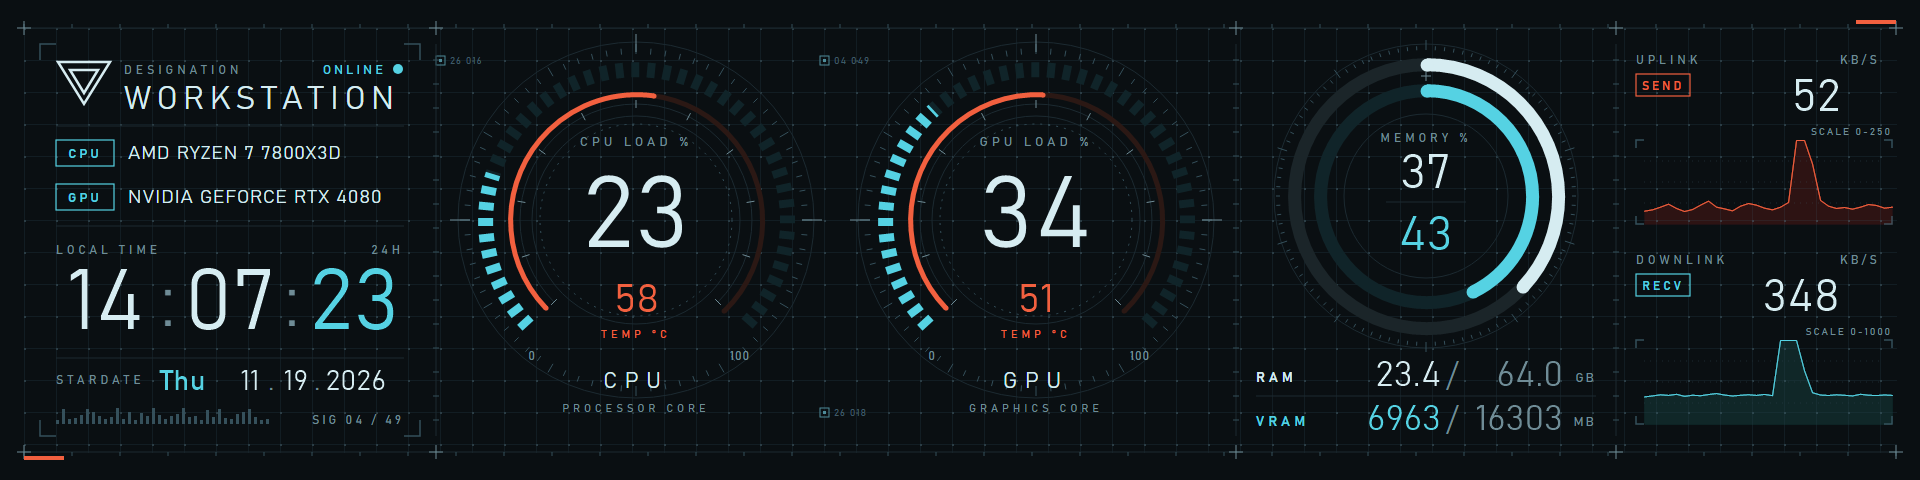 DESIGNATION ONLINE
WORKSTATION
CPU AMD RYZEN 7 7800X3D
GPU NVIDIA GEFORCE RTX 4080
LOCAL TIME 24H
14:07:23
STARDATE Thu 11 . 19 . 2026
SIG 04 / 49
26 016
CPU LOAD %
23
58
TEMP °C
0 100
CPU
PROCESSOR CORE
04 049
GPU LOAD %
34
51
TEMP °C
0 100
GPU
GRAPHICS CORE
26 018
MEMORY %
37
43
RAM 23.4 / 64.0 GB
VRAM 6963 / 16303 MB
UPLINK KB/S
SEND 52
SCALE 0-250
DOWNLINK KB/S
RECV 348
SCALE 0-1000